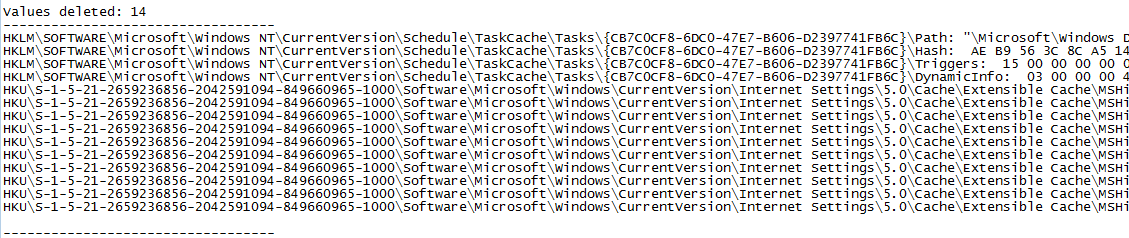 Values deleted: 14
----------------------------------
HKLM\SOFTWARE\Microsoft\Windows NT\CurrentVersion\Schedule\TaskCache\Tasks\{CB7C0CF8-6DC0-47E7-B606-D2397741FB6C}\Path: "\Microsoft\Windows D
HKLM\SOFTWARE\Microsoft\Windows NT\CurrentVersion\Schedule\TaskCache\Tasks\{CB7C0CF8-6DC0-47E7-B606-D2397741FB6C}\Hash: AE B9 56 3C 8C A5 14
HKLM\SOFTWARE\Microsoft\Windows NT\CurrentVersion\Schedule\TaskCache\Tasks\{CB7C0CF8-6DC0-47E7-B606-D2397741FB6C}\Triggers: 15 00 00 00 00 0
HKLM\SOFTWARE\Microsoft\Windows NT\CurrentVersion\Schedule\TaskCache\Tasks\{CB7C0CF8-6DC0-47E7-B606-D2397741FB6C}\DynamicInfo: 03 00 00 00 4
HKU\S-1-5-21-2659236856-2042591094-849660965-1000\Software\Microsoft\Windows\CurrentVersion\Internet Settings\5.0\Cache\Extensible Cache\MSHi
HKU\S-1-5-21-2659236856-2042591094-849660965-1000\Software\Microsoft\Windows\CurrentVersion\Internet Settings\5.0\Cache\Extensible Cache\MSHi
HKU\S-1-5-21-2659236856-2042591094-849660965-1000\Software\Microsoft\Windows\CurrentVersion\Internet Settings\5.0\Cache\Extensible Cache\MSHi
HKU\S-1-5-21-2659236856-2042591094-849660965-1000\Software\Microsoft\Windows\CurrentVersion\Internet Settings\5.0\Cache\Extensible Cache\MSHi
HKU\S-1-5-21-2659236856-2042591094-849660965-1000\Software\Microsoft\Windows\CurrentVersion\Internet Settings\5.0\Cache\Extensible Cache\MSHi
HKU\S-1-5-21-2659236856-2042591094-849660965-1000\Software\Microsoft\Windows\CurrentVersion\Internet Settings\5.0\Cache\Extensible Cache\MSHi
HKU\S-1-5-21-2659236856-2042591094-849660965-1000\Software\Microsoft\Windows\CurrentVersion\Internet Settings\5.0\Cache\Extensible Cache\MSHi
HKU\S-1-5-21-2659236856-2042591094-849660965-1000\Software\Microsoft\Windows\CurrentVersion\Internet Settings\5.0\Cache\Extensible Cache\MSHi
HKU\S-1-5-21-2659236856-2042591094-849660965-1000\Software\Microsoft\Windows\CurrentVersion\Internet Settings\5.0\Cache\Extensible Cache\MSHi
HKU\S-1-5-21-2659236856-2042591094-849660965-1000\Software\Microsoft\Windows\CurrentVersion\Internet Settings\5.0\Cache\Extensible Cache\MSHi
----------------------------------